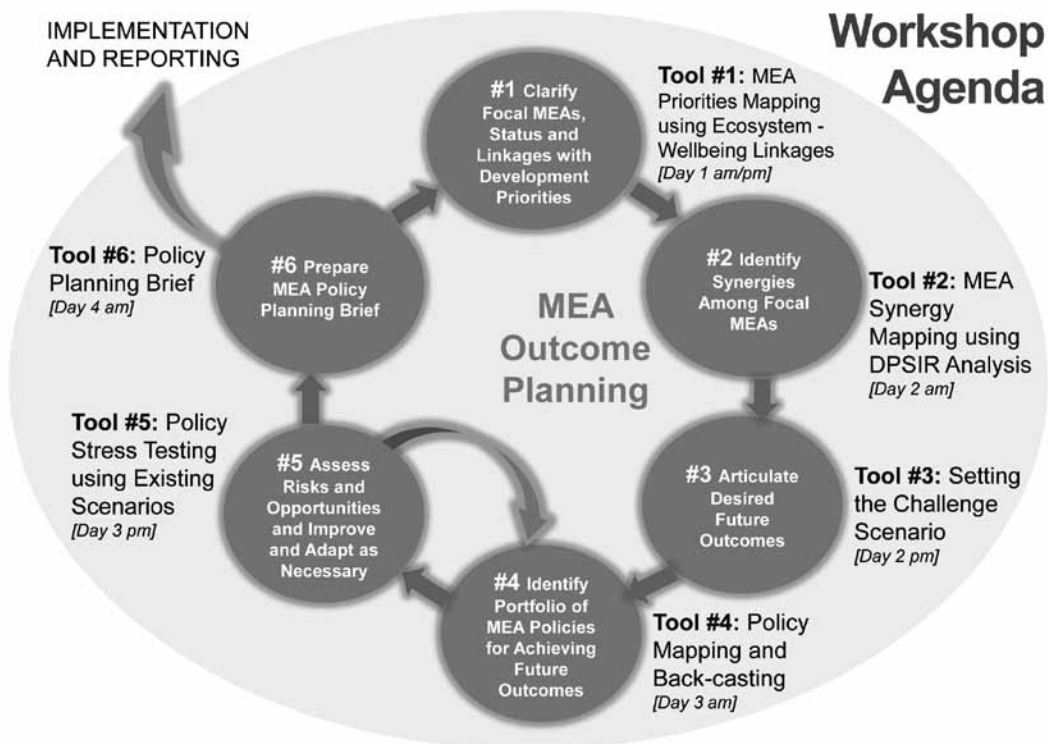 Workshop
Agenda
IMPLEMENTATION
AND REPORTING
#1 Clarify
Focal MEAs,
Status and
Linkages with
Development
Priorities
Tool #1: MEA
Priorities Mapping
using Ecosystem -
Wellbeing Linkages
[Day 1 am/pm]
#2 Identify
Synergies
Among Focal
MEAs
Tool #2: MEA
Synergy
Mapping using
DPSIR Analysis
[Day 2 am]
#3 Articulate
Desired
Future
Outcomes
Tool #3: Setting
the Challenge
Scenario
[Day 2 pm]
#4 Identify
Portfolio of
MEA Policies
for Achieving
Future
Outcomes
Tool #4: Policy
Mapping and
Back-casting
[Day 3 am]
#5 Assess
Risks and
Opportunities
and Improve
and Adapt as
Necessary
Tool #5: Policy
Stress Testing
using Existing
Scenarios
[Day 3 pm]
#6 Prepare
MEA Policy
Planning Brief
Tool #6: Policy
Planning Brief
[Day 4 am]
MEA
Outcome
Planning